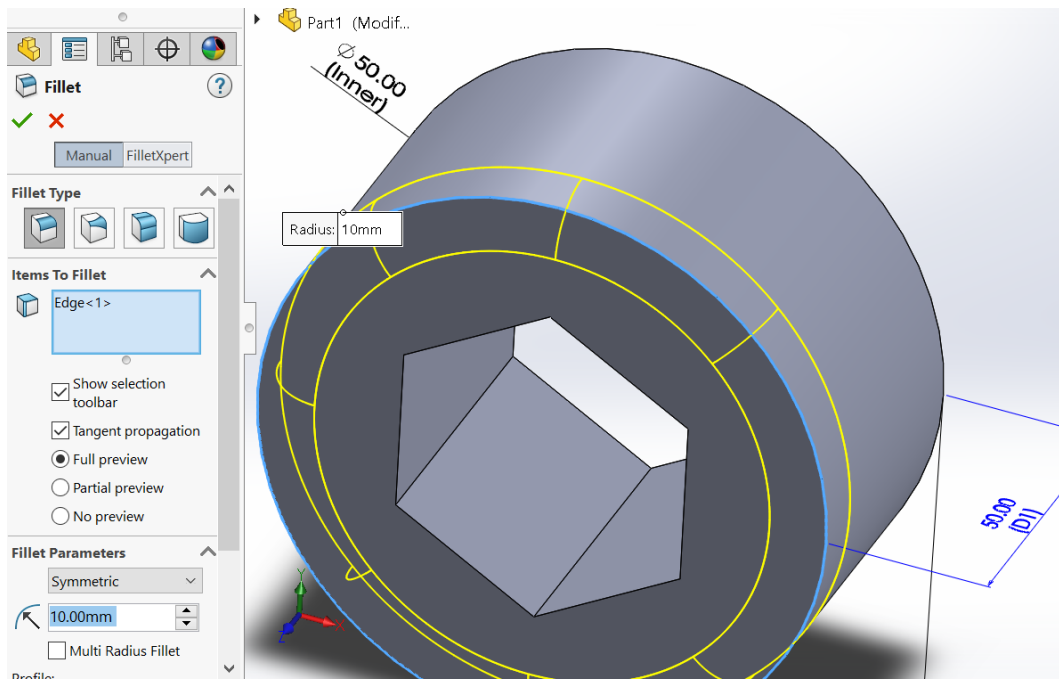 Part1 (Modif...
Fillet
?
Manual
FilletXpert
Fillet Type
Items To Fillet
Edge<1>
Show selection
toolbar
Tangent propagation
Full preview
Partial preview
No preview
Fillet Parameters
Symmetric
10.00mm
Multi Radius Fillet
Profile:
Ø 50.00
(Inner)
Radius: 10mm
50.00
(D1)
Y
X
Z